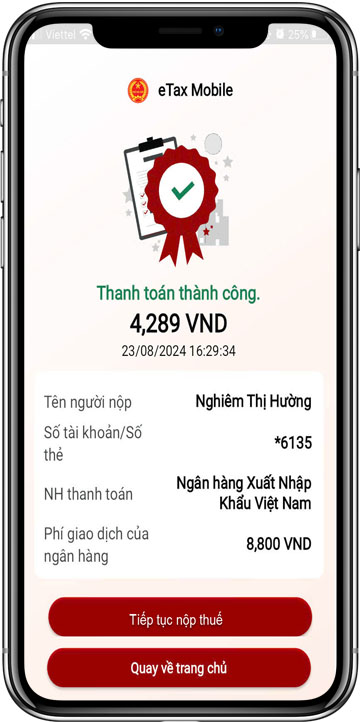 Viettel 25%
eTax Mobile
Thanh toán thành công.
4,289 VND
23/08/2024 16:29:34
Tên người nộp Nghiêm Thị Hường
Số tài khoản/Số
thẻ
*6135
NH thanh toán
Ngân hàng Xuất Nhập
Khẩu Việt Nam
Phí giao dịch của
ngân hàng
8,800 VND
Tiếp tục nộp thuế
Quay về trang chủ